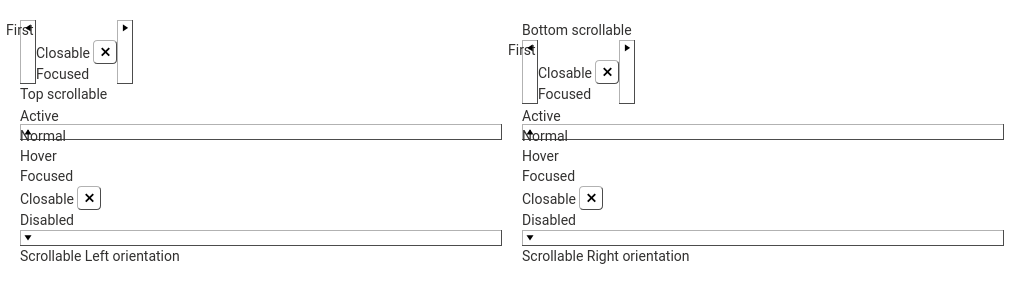 First
Closable
Focused
Top scrollable
Active
Normal
Hover
Focused
Closable
Disabled
Scrollable Left orientation
Bottom scrollable
First
Closable
Focused
Active
Normal
Hover
Focused
Closable
Disabled
Scrollable Right orientation